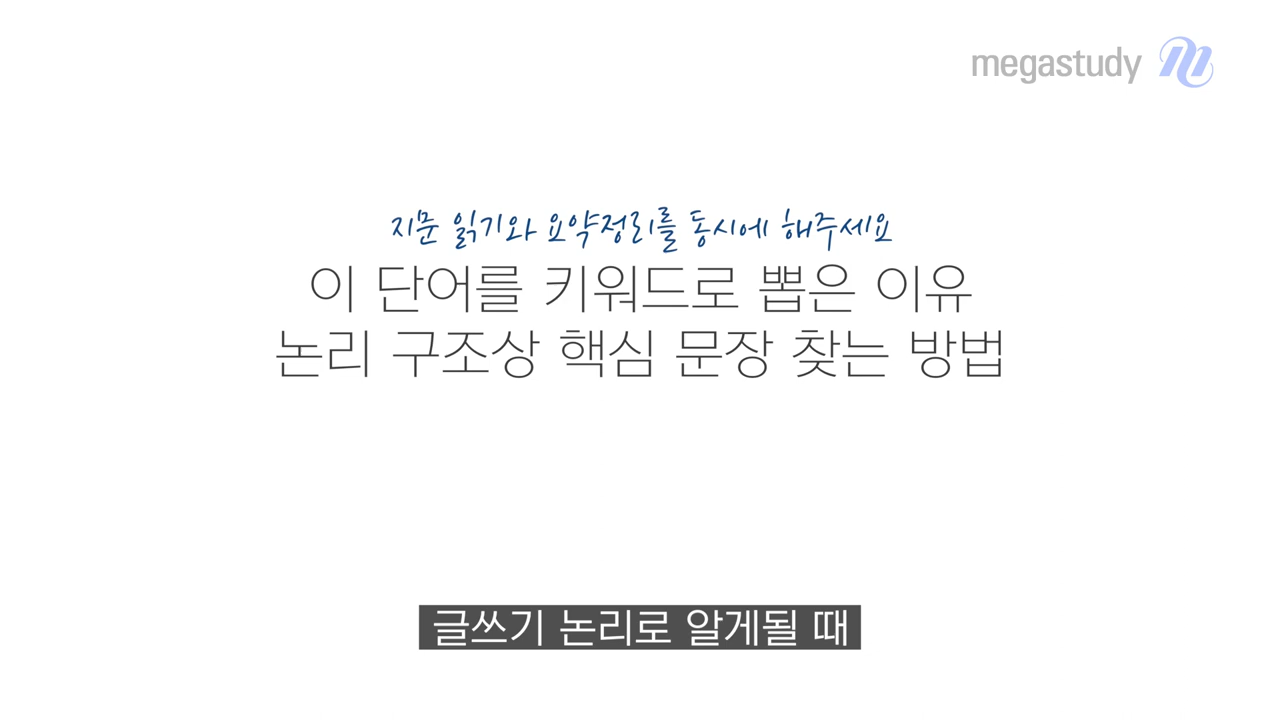 megastudy
지문 읽기와 요약정리를 동시에 해주세요
이 단어를 키워드로 뽑은 이유
논리 구조상 핵심 문장 찾는 방법
글쓰기 논리로 알게될 때